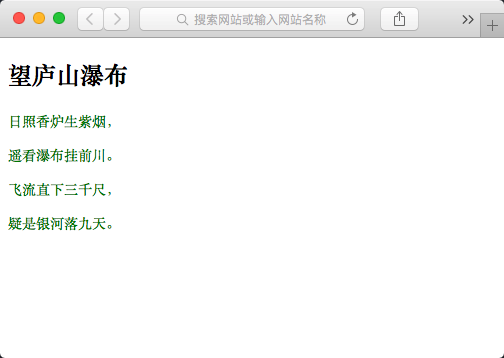 搜索网站或输入网站名称
望庐山瀑布
日照香炉生紫烟，
遥看瀑布挂前川。
飞流直下三千尺，
疑是银河落九天。